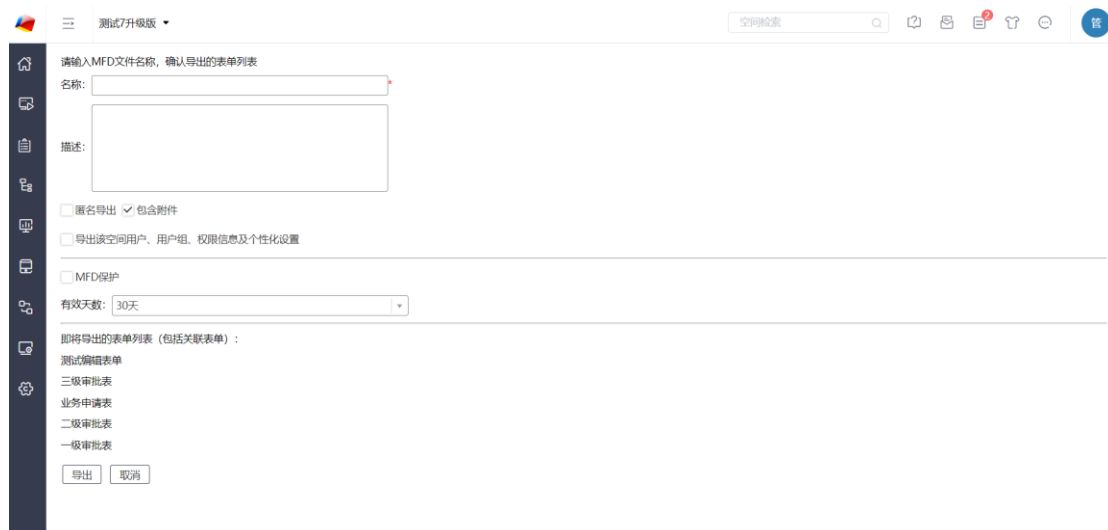 测试7升级版
空间检索
2
管
请输入MFD文件名称，确认导出的表单列表
名称：
*
描述：
匿名导出 包含附件
导出该空间用户、用户组、权限信息及个性化设置
MFD保护
有效天数： 30天
即将导出的表单列表（包括关联表单）：
测试编辑表单
三级审批表
业务申请表
二级审批表
一级审批表
导出 取消